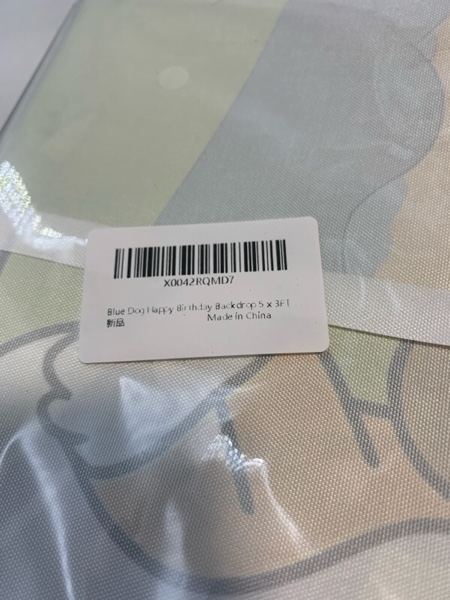 X0042RQMD7
Blue Dog Happy Birthday Backdrop 5 x 3FT
新品 Made in China